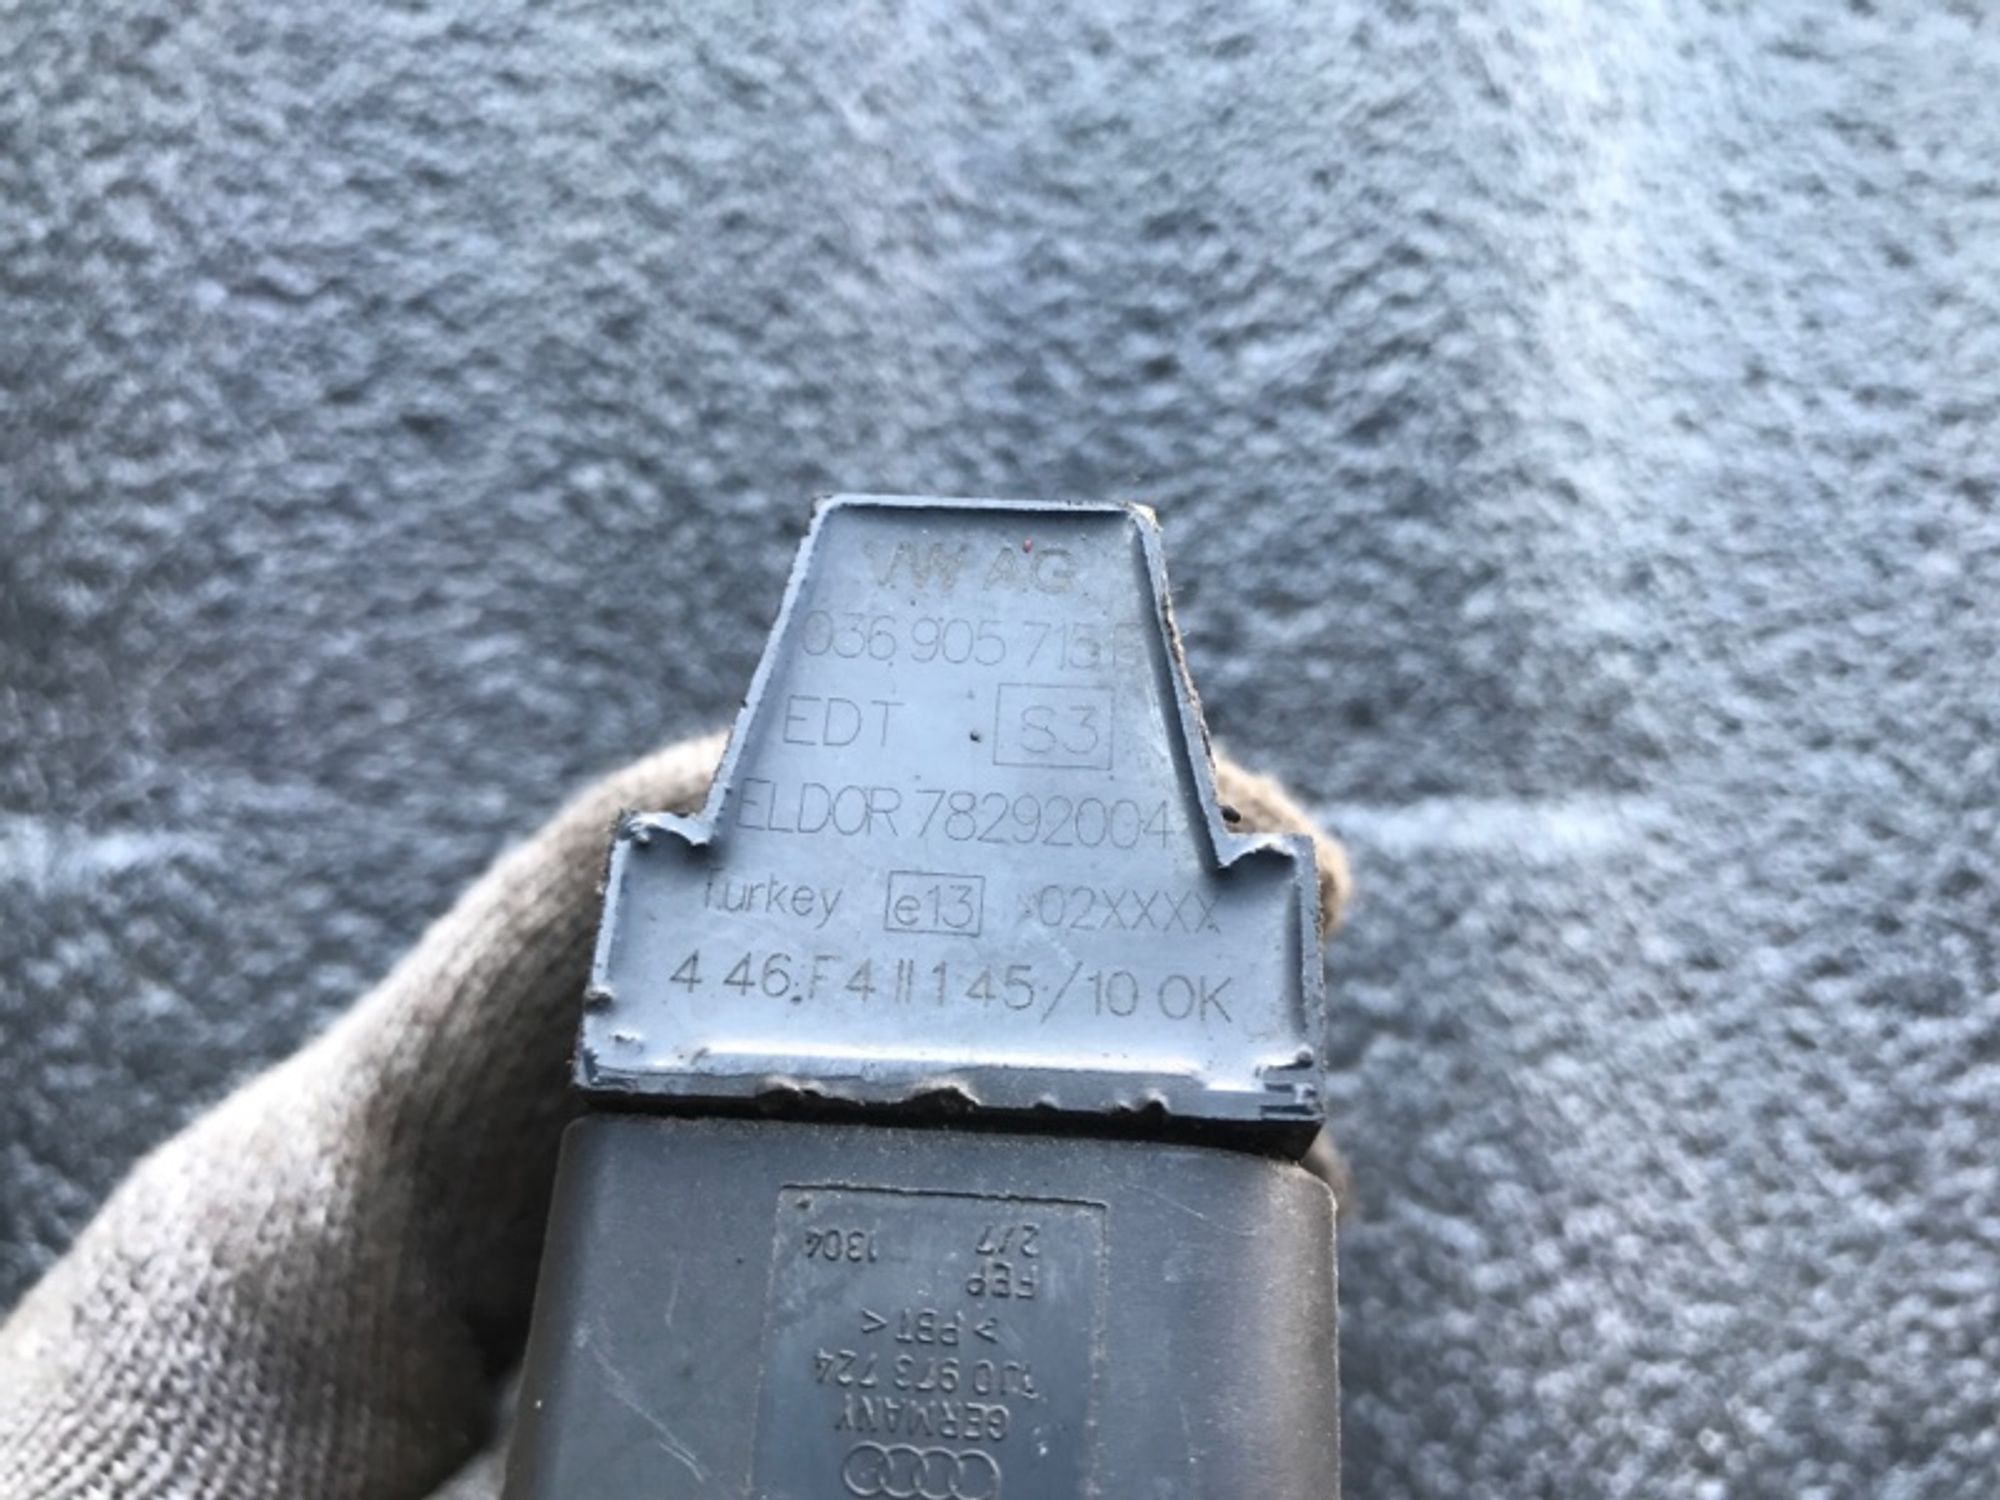 VW AG
036 905 715 F
EDT S3
ELDOR 78292004
Turkey e13 02XXXX
4 46 F 4 II 1 45 / 10 OK
GERMANY
1J0 973 724
> PBT <
FEP
2/7 1304